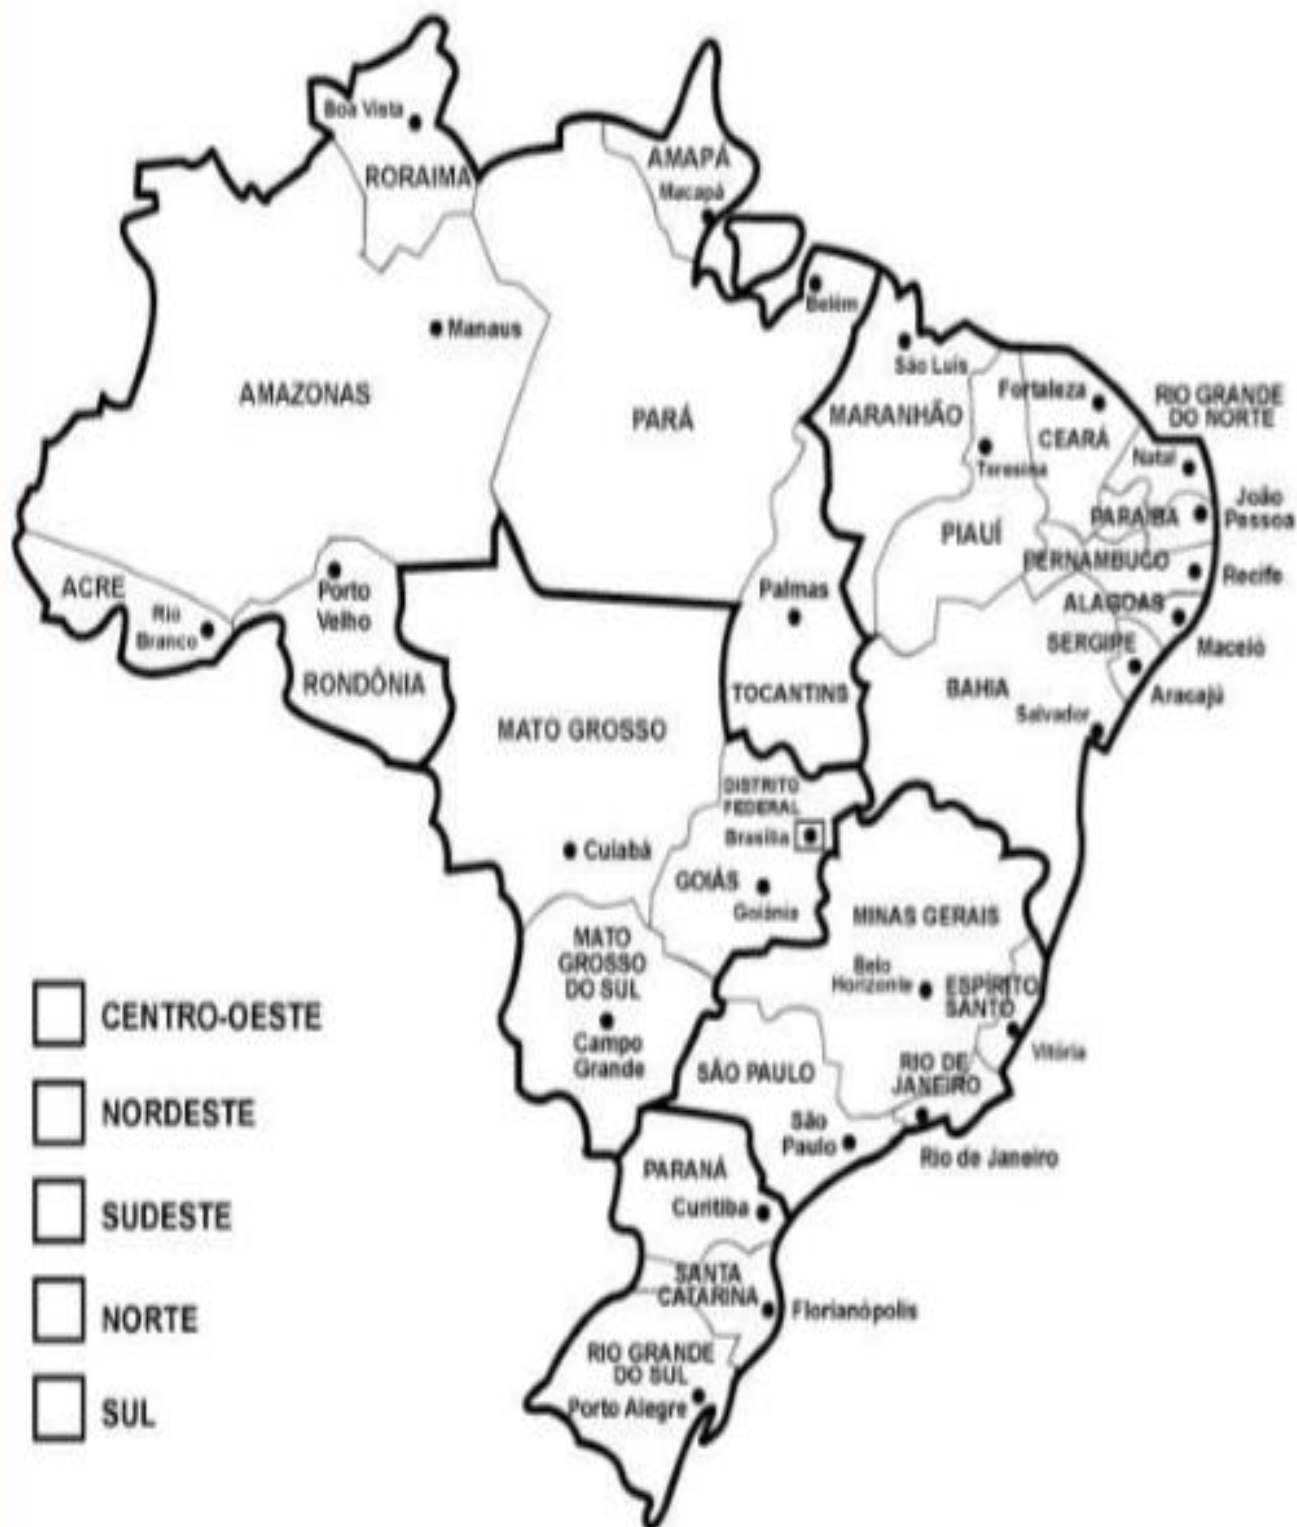 Boa Vista
RORAIMA
AMAPÁ
Macapá
Belém
Manaus
AMAZONAS
PARÁ
São Luís
MARANHÃO
Fortaleza
CEARÁ
RIO GRANDE
DO NORTE
Natal
Teresina
PIAUÍ
PARAÍBA
João
Pessoa
PERNAMBUCO
Recife
ACRE
Rio
Branco
Porto
Velho
RONDÔNIA
Palmas
TOCANTINS
ALAGOAS
Maceió
SERGIPE
Aracajú
BAHIA
Salvador
MATO GROSSO
Cuiabá
DISTRITO
FEDERAL
Brasília
GOIÁS
Goiânia
MINAS GERAIS
Belo
Horizonte
ESPÍRITO
SANTO
Vitória
MATO
GROSSO
DO SUL
Campo
Grande
SÃO PAULO
São
Paulo
RIO DE
JANEIRO
Rio de Janeiro
PARANÁ
Curitiba
SANTA
CATARINA
Florianópolis
RIO GRANDE
DO SUL
Porto Alegre
CENTRO-OESTE
NORDESTE
SUDESTE
NORTE
SUL